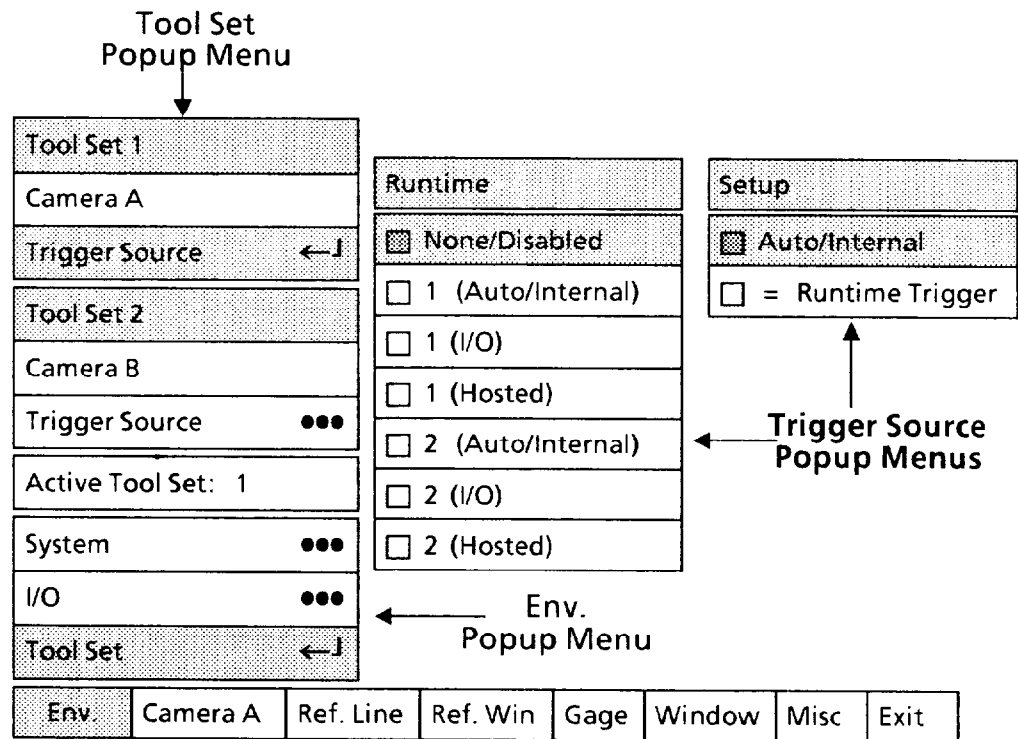 Tool Set
Popup Menu
Tool Set 1
Camera A
Trigger Source
Tool Set 2
Camera B
Trigger Source •••
Active Tool Set: 1
System •••
I/O •••
Tool Set
Runtime
None/Disabled
1 (Auto/Internal)
1 (I/O)
1 (Hosted)
2 (Auto/Internal)
2 (I/O)
2 (Hosted)
Setup
Auto/Internal
= Runtime Trigger
Trigger Source
Popup Menus
Env.
Popup Menu
Env. Camera A Ref. Line Ref. Win Gage Window Misc Exit